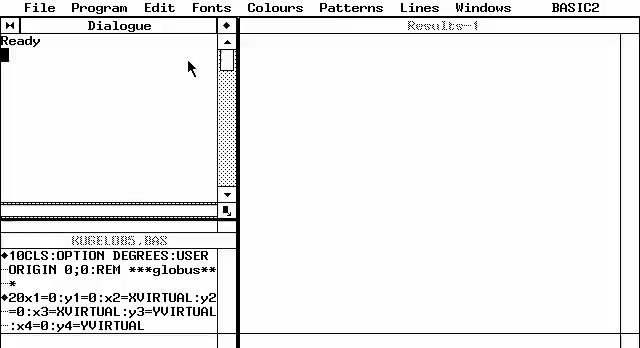 File Program Edit Fonts Colours Patterns Lines Windows BASIC2
Dialogue
Results-1
Ready
KUGELOBS.BAS
10CLS:OPTION DEGREES:USER
ORIGIN 0;0:REM ***globus**
*
20x1=0:y1=0:x2=XVIRTUAL:y2
=0:x3=XVIRTUAL:y3=YVIRTUAL
:x4=0:y4=YVIRTUAL